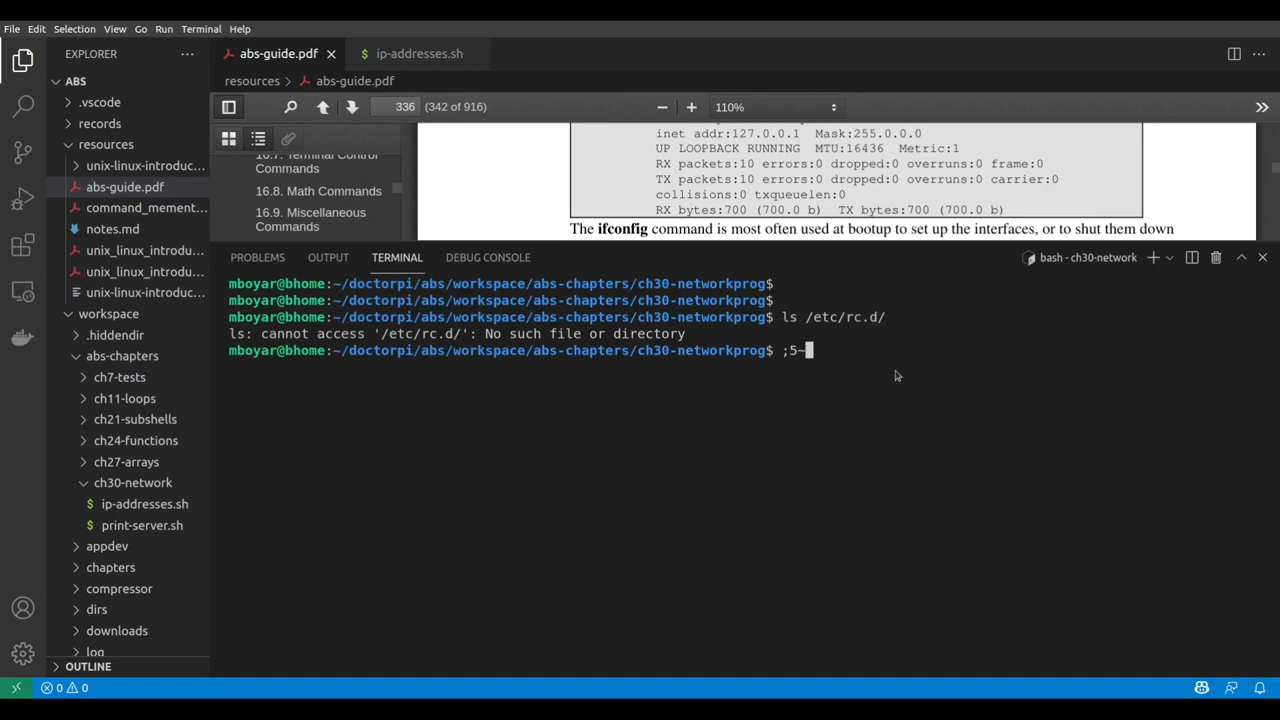 File Edit Selection View Go Run Terminal Help
EXPLORER ···
ABS
.vscode
records
resources
unix-linux-introduc...
abs-guide.pdf
command_mement...
notes.md
unix_linux_introdu...
unix_linux_introdu...
unix-linux-introduc...
workspace
.hiddendir
abs-chapters
ch7-tests
ch11-loops
ch21-subshells
ch24-functions
ch27-arrays
ch30-network
$ ip-addresses.sh
$ print-server.sh
appdev
chapters
compressor
dirs
downloads
log
OUTLINE
abs-guide.pdf $ ip-addresses.sh
resources > abs-guide.pdf
336 (342 of 916) 110%
16.7. Terminal Control
Commands
16.8. Math Commands
16.9. Miscellaneous
Commands
inet addr:127.0.0.1 Mask:255.0.0.0
UP LOOPBACK RUNNING MTU:16436 Metric:1
RX packets:10 errors:0 dropped:0 overruns:0 frame:0
TX packets:10 errors:0 dropped:0 overruns:0 carrier:0
collisions:0 txqueuelen:0
RX bytes:700 (700.0 b) TX bytes:700 (700.0 b)
The ifconfig command is most often used at bootup to set up the interfaces, or to shut them down
PROBLEMS OUTPUT TERMINAL DEBUG CONSOLE
bash - ch30-network
mboyar@bhome:~/doctorpi/abs/workspace/abs-chapters/ch30-networkprog$
mboyar@bhome:~/doctorpi/abs/workspace/abs-chapters/ch30-networkprog$
mboyar@bhome:~/doctorpi/abs/workspace/abs-chapters/ch30-networkprog$ ls /etc/rc.d/
ls: cannot access '/etc/rc.d/': No such file or directory
mboyar@bhome:~/doctorpi/abs/workspace/abs-chapters/ch30-networkprog$ ;5~
0 0